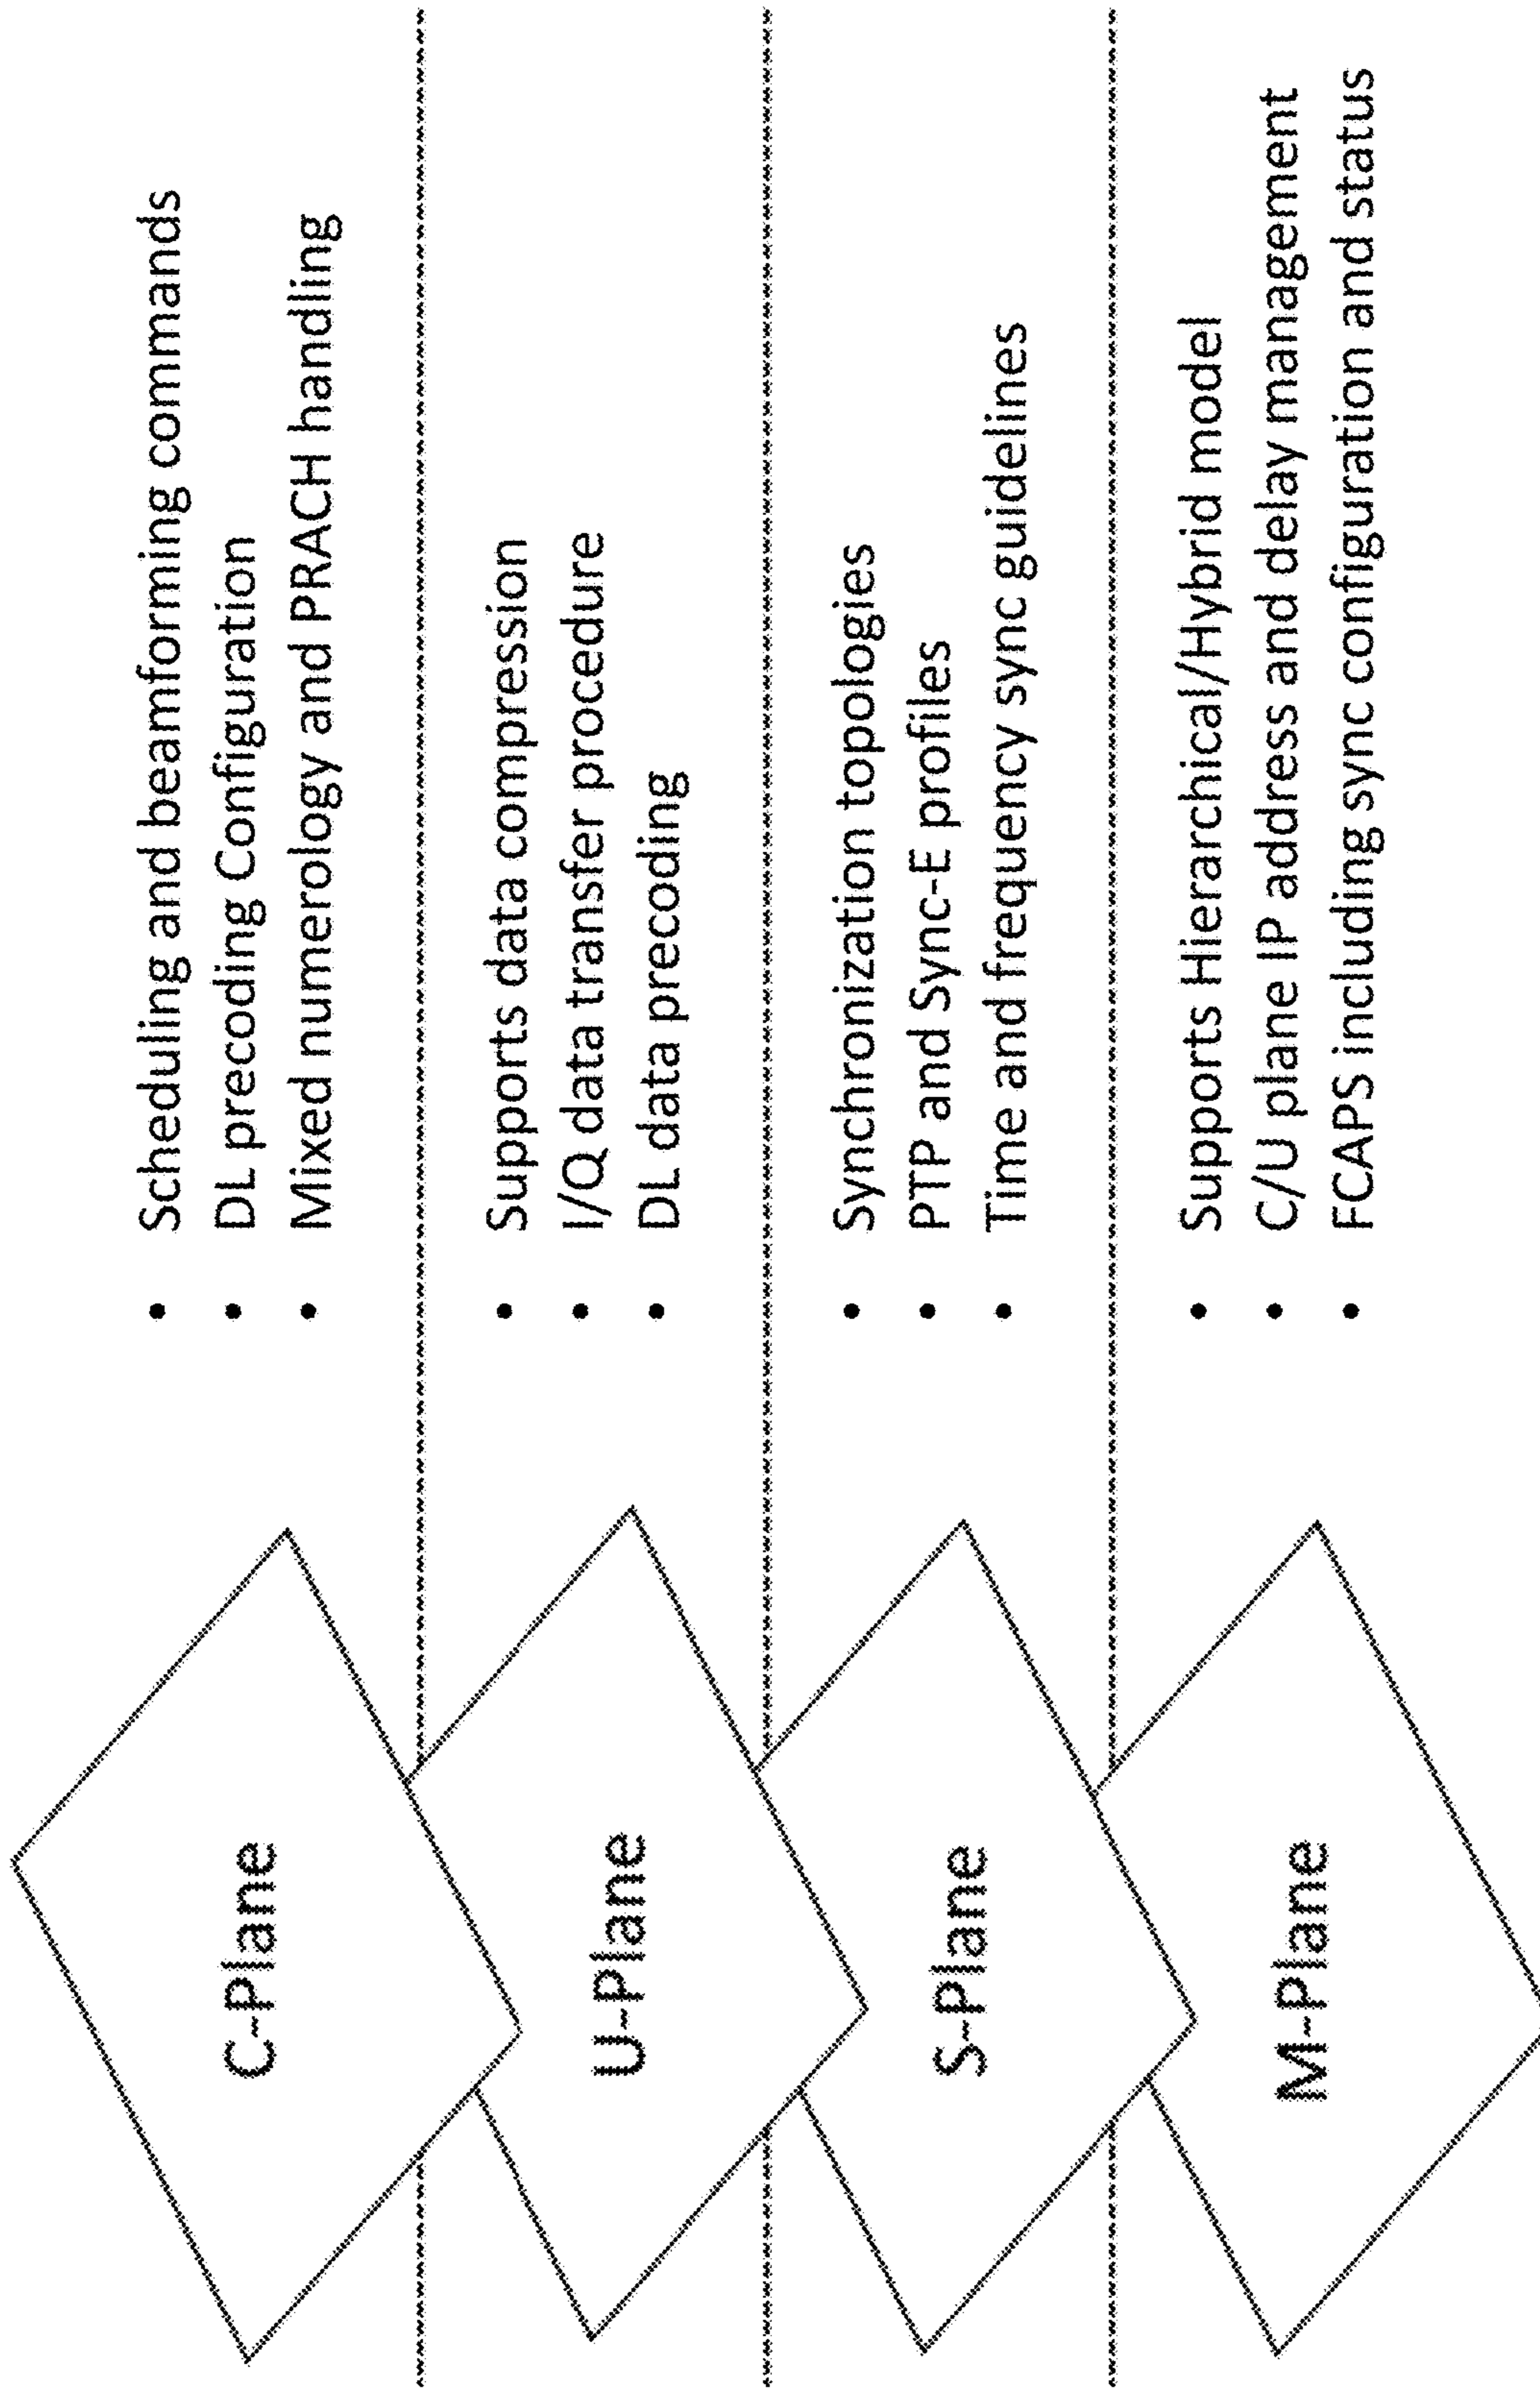 C-Plane
• Scheduling and beamforming commands
• DL precoding Configuration
• Mixed numerology and PRACH handling
U-Plane
• Supports data compression
• I/Q data transfer procedure
• DL data precoding
S-Plane
• Synchronization topologies
• PTP and Sync-E profiles
• Time and frequency sync guidelines
M-Plane
• Supports Hierarchical/Hybrid model
• C/U plane IP address and delay management
• FCAPS including sync configuration and status